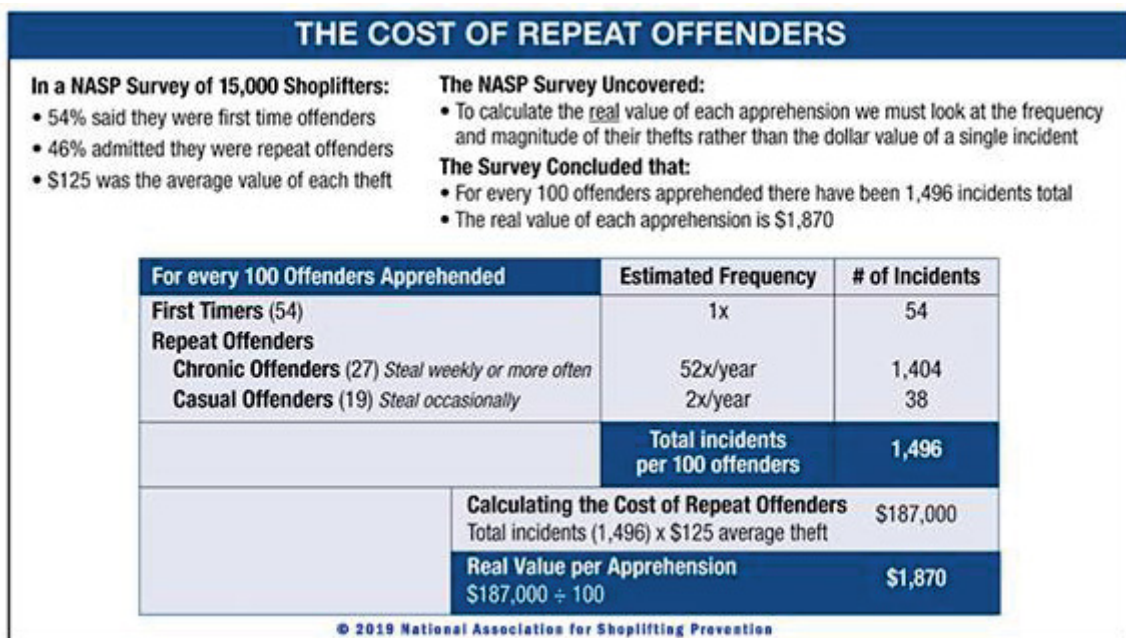 THE COST OF REPEAT OFFENDERS
In a NASP Survey of 15,000 Shoplifters:
• 54% said they were first time offenders
• 46% admitted they were repeat offenders
• $125 was the average value of each theft
The NASP Survey Uncovered:
• To calculate the real value of each apprehension we must look at the frequency
and magnitude of their thefts rather than the dollar value of a single incident
The Survey Concluded that:
• For every 100 offenders apprehended there have been 1,496 incidents total
• The real value of each apprehension is $1,870
For every 100 Offenders Apprehended Estimated Frequency # of Incidents
First Timers (54) 1x 54
Repeat Offenders
Chronic Offenders (27) Steal weekly or more often 52x/year 1,404
Casual Offenders (19) Steal occasionally 2x/year 38
Total incidents
per 100 offenders 1,496
Calculating the Cost of Repeat Offenders $187,000
Total incidents (1,496) x $125 average theft
Real Value per Apprehension $1,870
$187,000 ÷ 100
© 2019 National Association for Shoplifting Prevention